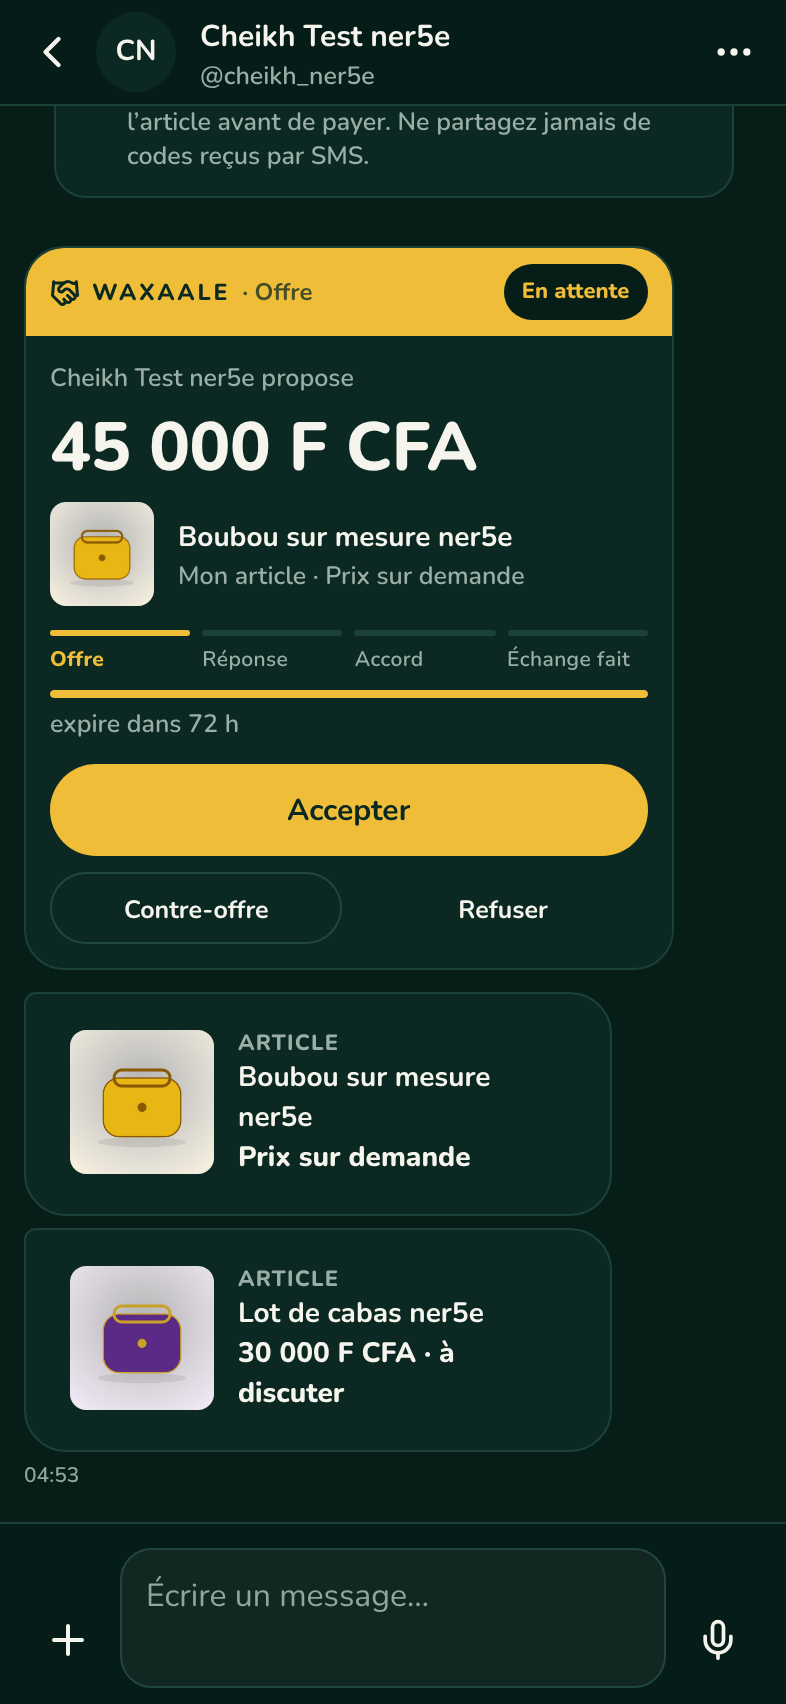 CN
Cheikh Test ner5e
@cheikh_ner5e
l’article avant de payer. Ne partagez jamais de
codes reçus par SMS.
WAXAALE · Offre
En attente
Cheikh Test ner5e propose
45 000 F CFA
Boubou sur mesure ner5e
Mon article · Prix sur demande
Offre Réponse Accord Échange fait
expire dans 72 h
Accepter
Contre-offre Refuser
ARTICLE
Boubou sur mesure
ner5e
Prix sur demande
ARTICLE
Lot de cabas ner5e
30 000 F CFA · à
discuter
04:53
Écrire un message...